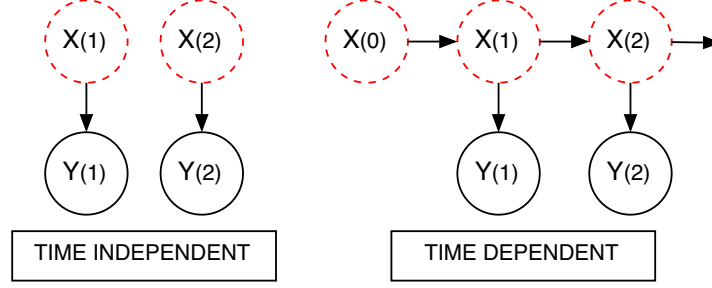 X(1) X(2) X(0) X(1) X(2)
Y(1) Y(2) Y(1) Y(2)
TIME INDEPENDENT TIME DEPENDENT